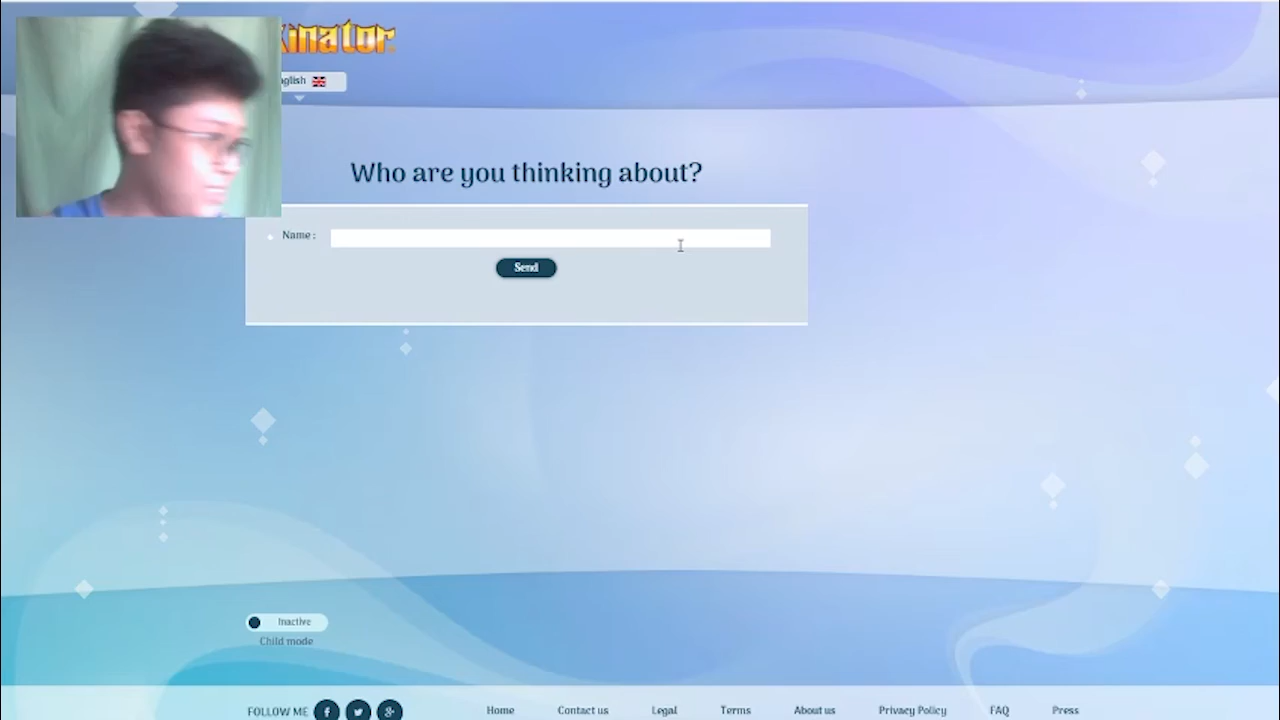 kinator
nglish
Who are you thinking about?
Name :
Send
Inactive
Child mode
FOLLOW ME
Home
Contact us
Legal
Terms
About us
Privacy Policy
FAQ
Press